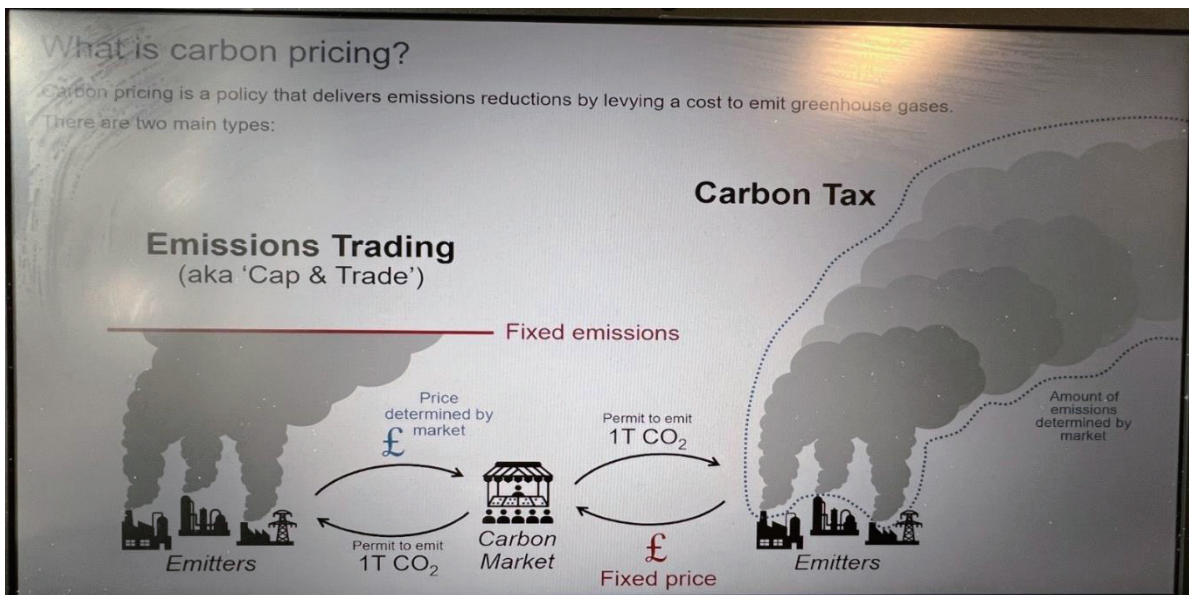 What is carbon pricing?
Carbon pricing is a policy that delivers emissions reductions by levying a cost to emit greenhouse gases.
There are two main types:
Carbon Tax
Emissions Trading
(aka ‘Cap & Trade’)
Fixed emissions
Price
determined by
£ market
Permit to emit
1T CO₂
Amount of
emissions
determined by
market
Permit to emit
1T CO₂
Emitters
Carbon
Market
£
Fixed price
Emitters